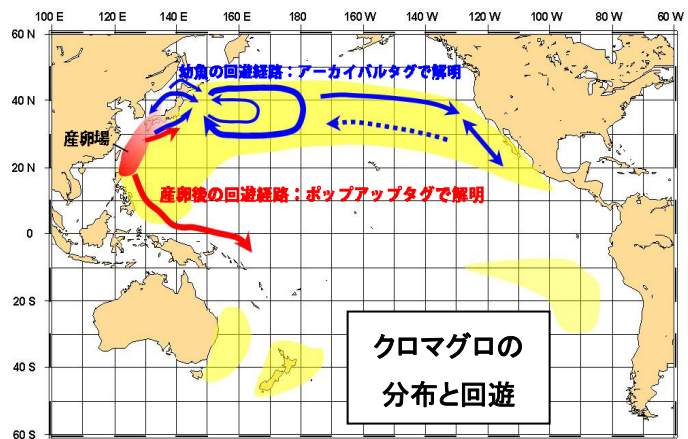 100 E 120 E 140 E 160 E 180 160 W 140 W 120 W 100 W 80 W 60 W
60 N
幼魚の回遊経路：アーカイバルタグで解明
40 N
産卵場
20 N
産卵後の回遊経路：ポップアップタグで解明
0
20 S
クロマグロの
40 S
分布と回遊
60 S